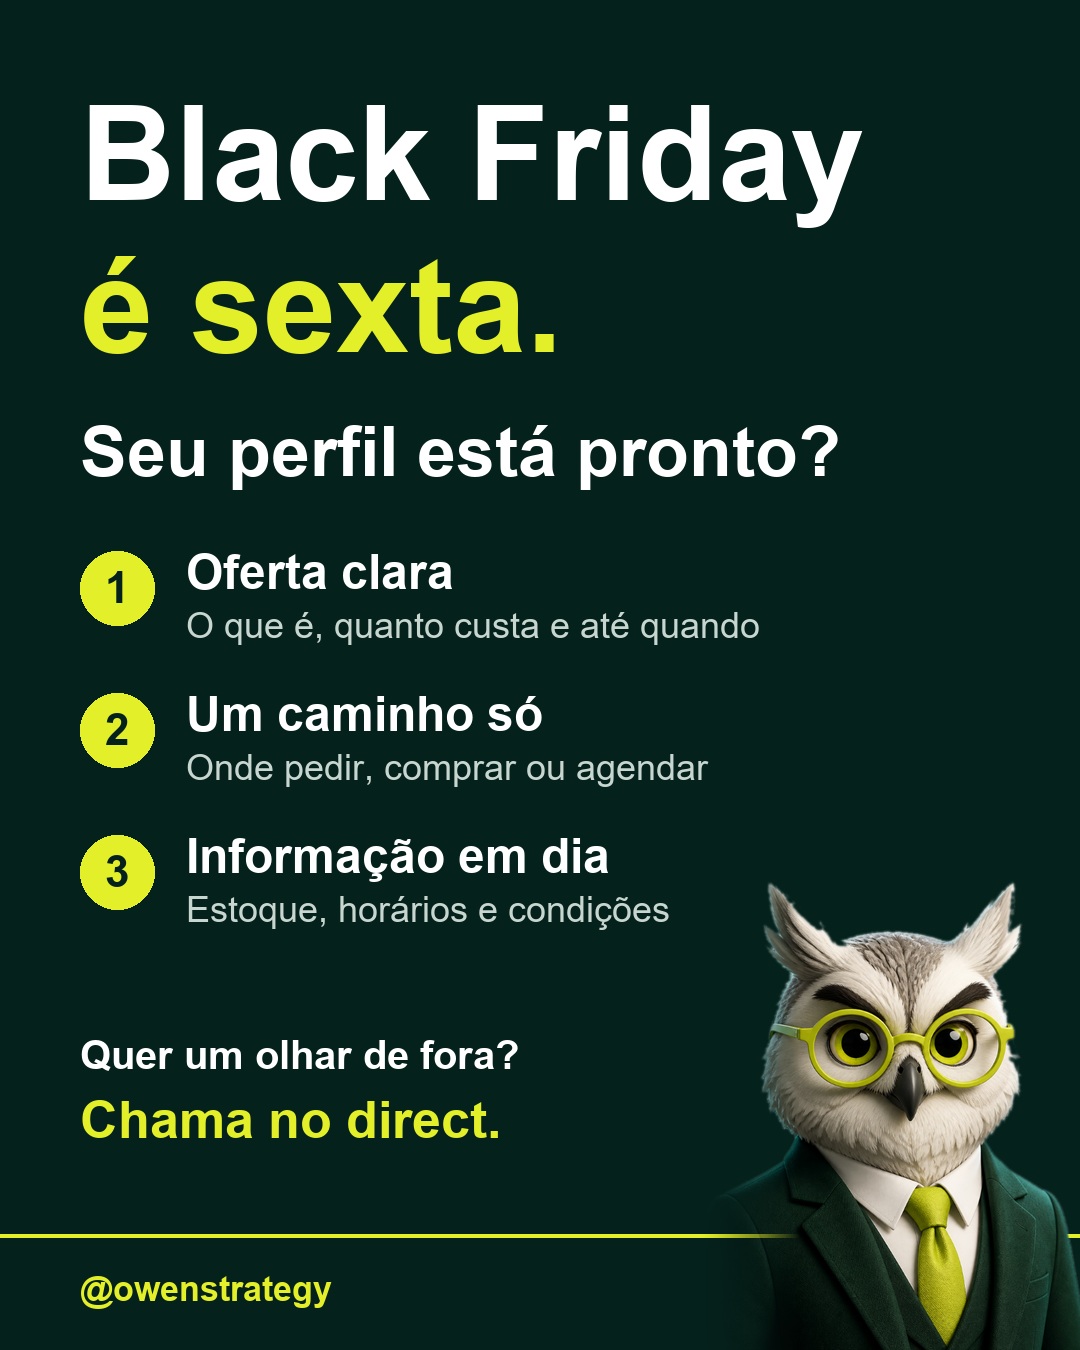 Black Friday
é sexta.
Seu perfil está pronto?
1
Oferta clara
O que é, quanto custa e até quando
2
Um caminho só
Onde pedir, comprar ou agendar
3
Informação em dia
Estoque, horários e condições
Quer um olhar de fora?
Chama no direct.
@owenstrategy